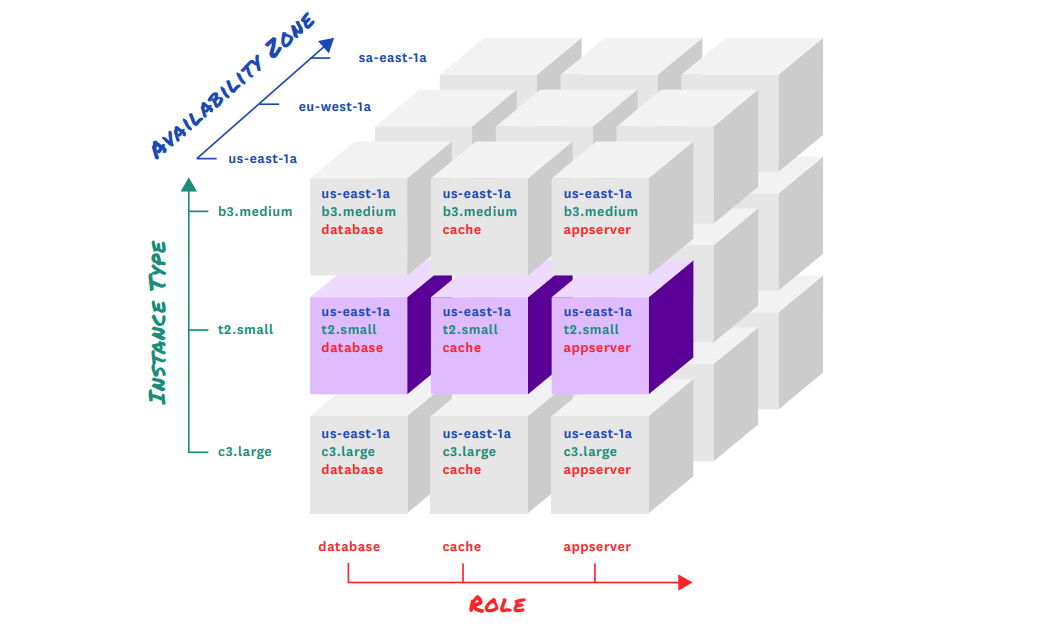 Availability Zone
sa-east-1a
eu-west-1a
us-east-1a
Instance Type
b3.medium
t2.small
c3.large
us-east-1a
b3.medium
database
us-east-1a
b3.medium
cache
us-east-1a
b3.medium
appserver
us-east-1a
t2.small
database
us-east-1a
t2.small
cache
us-east-1a
t2.small
appserver
us-east-1a
c3.large
database
us-east-1a
c3.large
cache
us-east-1a
c3.large
appserver
database
cache
appserver
Role